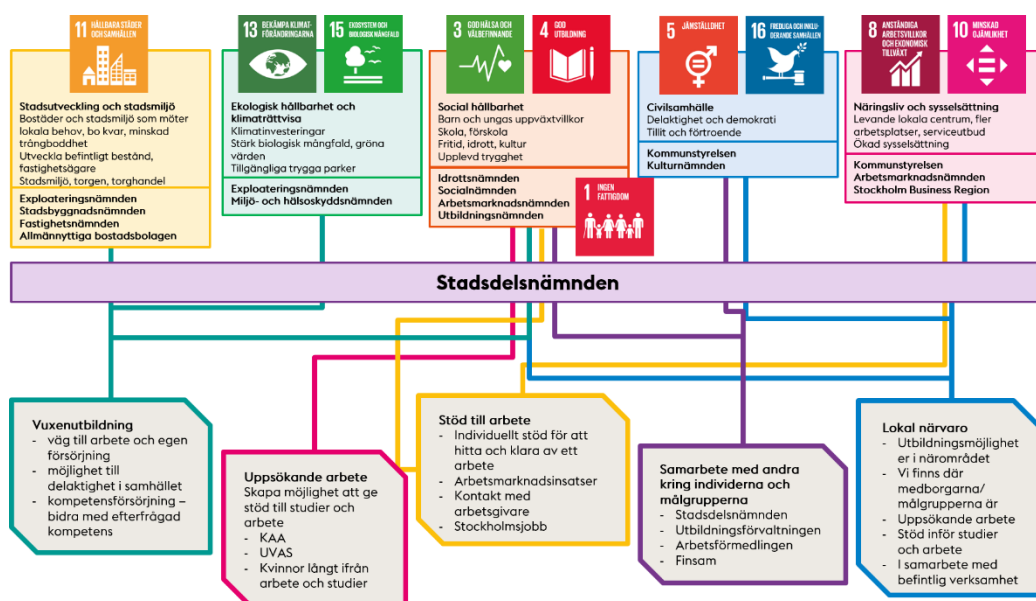 11 HÅLLBARA STÄDER
OCH SAMHÄLLEN
Stadsutveckling och stadsmiljö
Bostäder och stadsmiljö som möter
lokala behov, bo kvar, minskad
trångboddhet
Utveckla befintligt bestånd,
fastighetsägare
Stadsmiljö, torgen, torghandel
Exploateringsnämnden
Stadsbyggnadsnämnden
Fastighetsnämnden
Allmännyttiga bostadsbolagen
13 BEKÄMPA KLIMAT-
FÖRÄNDRINGARNA
15 EKOSYSTEM OCH
BIOLOGISK MÅNGFALD
Ekologisk hållbarhet och
klimaträttvisa
Klimatinvesteringar
Stärk biologisk mångfald, gröna
värden
Tillgängliga trygga parker
Exploateringsnämnden
Miljö- och hälsoskyddsnämnden
3 GOD HÄLSA OCH
VÄLBEFINNANDE
4 GOD
UTBILDNING
Social hållbarhet
Barn och ungas uppväxtvillkor
Skola, förskola
Fritid, idrott, kultur
Upplevd trygghet
Idrottsnämnden
Socialnämnden
Arbetsmarknadsnämnden
Utbildningsnämnden
1 INGEN
FATTIGDOM
5 JÄMSTÄLLDHET
16 FREDLIGA OCH INKLU-
DERANDE SAMHÄLLEN
Civilsamhälle
Delaktighet och demokrati
Tillit och förtroende
Kommunstyrelsen
Kulturnämnden
8 ANSTÄNDIGA
ARBETSVILLKOR
OCH EKONOMISK
TILLVÄXT
10 MINSKAD
OJÄMLIKHET
Näringsliv och sysselsättning
Levande lokala centrum, fler
arbetsplatser, serviceutbud
Ökad sysselsättning
Kommunstyrelsen
Arbetsmarknadsnämnden
Stockholm Business Region
Stadsdelsnämnden
Vuxenutbildning
- väg till arbete och egen
försörjning
- möjlighet till
delaktighet i samhället
- kompetensförsörjning –
bidra med efterfrågad
kompetens
Uppsökande arbete
Skapa möjlighet att ge
stöd till studier och
arbete
- KAA
- UVAS
- Kvinnor långt ifrån
arbete och studier
Stöd till arbete
- Individuellt stöd för att
hitta och klara av ett
arbete
- Arbetsmarknadsinsatser
- Kontakt med
arbetsgivare
- Stockholmsjobb
Samarbete med andra
kring individerna och
målgrupperna
- Stadsdelsnämnden
- Utbildningsförvaltningen
- Arbetsförmedlingen
- Finsam
Lokal närvaro
- Utbildningsmöjlighet
er i närområdet
- Vi finns där
medborgarna/
målgrupperna är
- Uppsökande arbete
- Stöd inför studier
och arbete
- I samarbete med
befintlig verksamhet